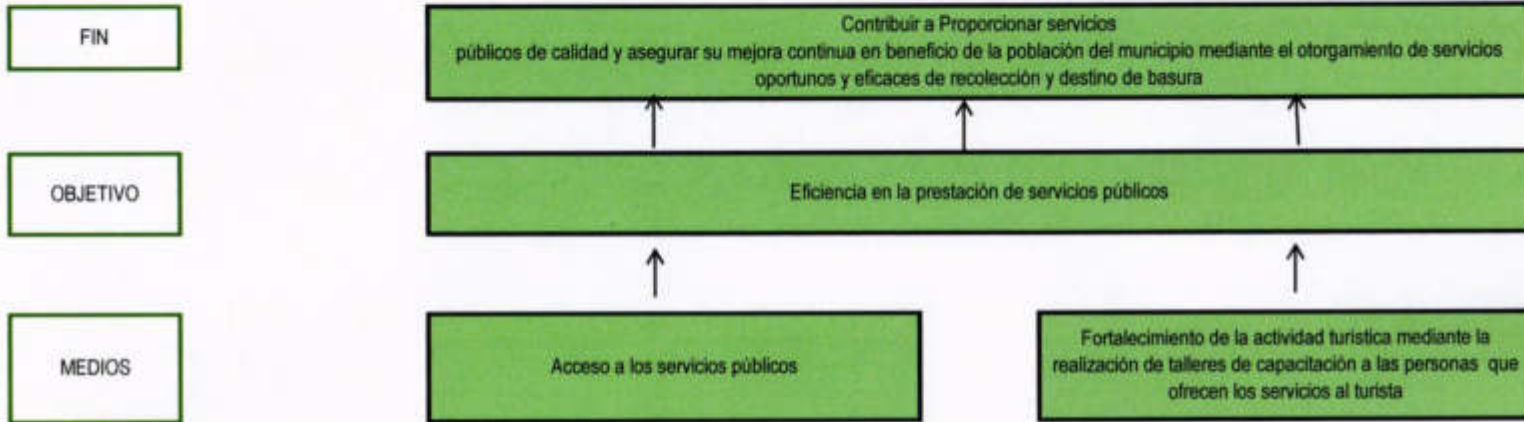 FIN
Contribuir a Proporcionar servicios
públicos de calidad y asegurar su mejora continua en beneficio de la población del municipio mediante el otorgamiento de servicios
oportunos y eficaces de recolección y destino de basura
OBJETIVO
Eficiencia en la prestación de servicios públicos
MEDIOS
Acceso a los servicios públicos
Fortalecimiento de la actividad turistica mediante la
realización de talleres de capacitación a las personas que
ofrecen los servicios al turista